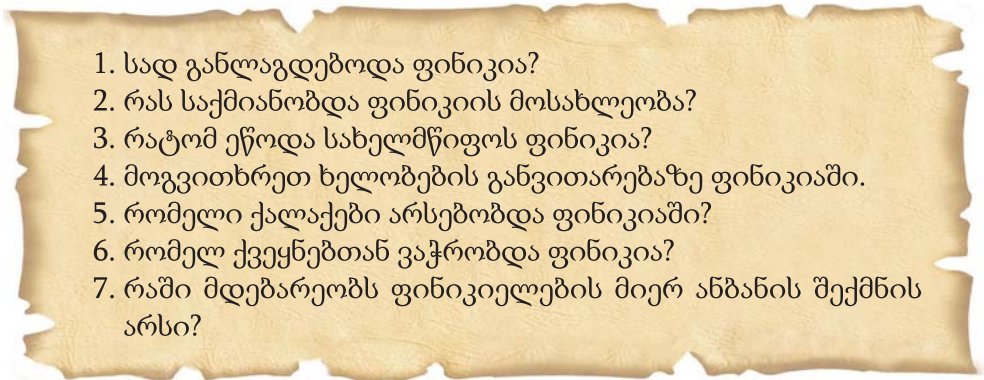 1. სად განლაგდებოდა ფინიკია?
2. რას საქმიანობდა ფინიკიის მოსახლეობა?
3. რატომ ეწოდა სახელმწიფოს ფინიკია?
4. მოგვითხრეთ ხელობების განვითარებაზე ფინიკიაში.
5. რომელი ქალაქები არსებობდა ფინიკიაში?
6. რომელ ქვეყნებთან ვაჭრობდა ფინიკია?
7. რაში მდებარეობს ფინიკიელების მიერ ანბანის შექმნის
არსი?